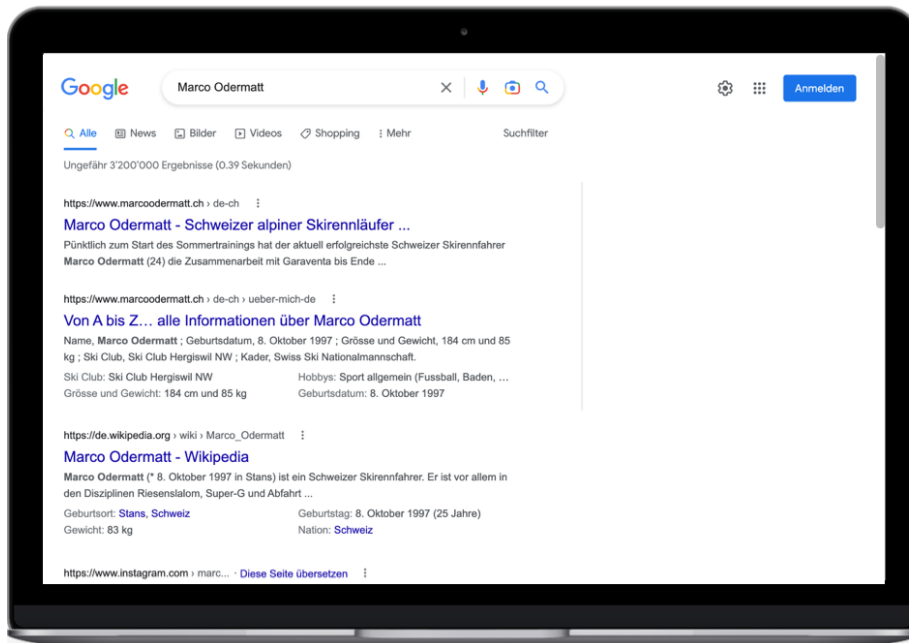 Google
Marco Odermatt
Anmelden
Alle News Bilder Videos Shopping Mehr Suchfilter
Ungefähr 3'200'000 Ergebnisse (0.39 Sekunden)
https://www.marcoodermatt.ch › de-ch
Marco Odermatt - Schweizer alpiner Skirennläufer ...
Pünktlich zum Start des Sommertrainings hat der aktuell erfolgreichste Schweizer Skirennfahrer
Marco Odermatt (24) die Zusammenarbeit mit Garaventa bis Ende ...
https://www.marcoodermatt.ch › de-ch › ueber-mich-de
Von A bis Z… alle Informationen über Marco Odermatt
Name, Marco Odermatt ; Geburtsdatum, 8. Oktober 1997 ; Grösse und Gewicht, 184 cm und 85
kg ; Ski Club, Ski Club Hergiswil NW ; Kader, Swiss Ski Nationalmannschaft.
Ski Club: Ski Club Hergiswil NW Hobbys: Sport allgemein (Fussball, Baden, ...
Grösse und Gewicht: 184 cm und 85 kg Geburtsdatum: 8. Oktober 1997
https://de.wikipedia.org › wiki › Marco_Odermatt
Marco Odermatt - Wikipedia
Marco Odermatt (* 8. Oktober 1997 in Stans) ist ein Schweizer Skirennfahrer. Er ist vor allem in
den Disziplinen Riesenslalom, Super-G und Abfahrt ...
Geburtsort: Stans, Schweiz Geburtstag: 8. Oktober 1997 (25 Jahre)
Gewicht: 83 kg Nation: Schweiz
https://www.instagram.com › marc... · Diese Seite übersetzen